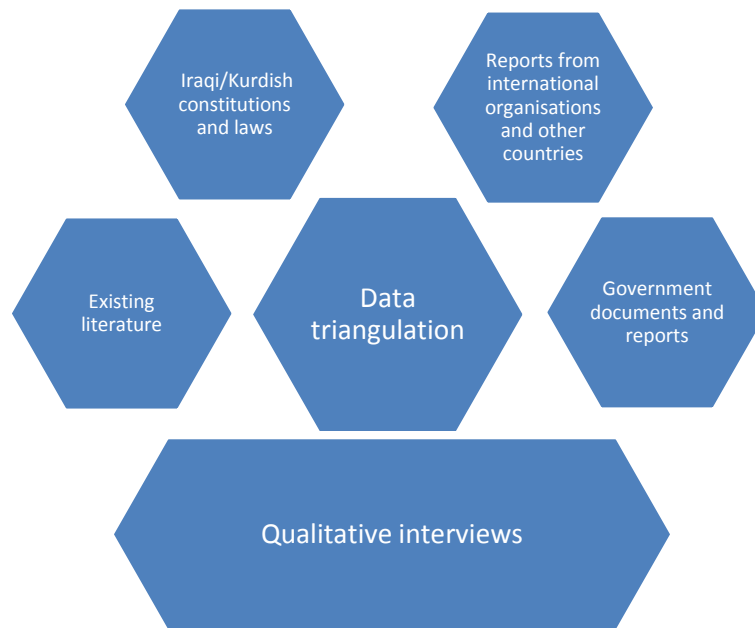 Iraqi/Kurdish
constitutions
and laws
Reports from
international
organisations
and other
countries
Existing
literature
Data
triangulation
Government
documents and
reports
Qualitative interviews